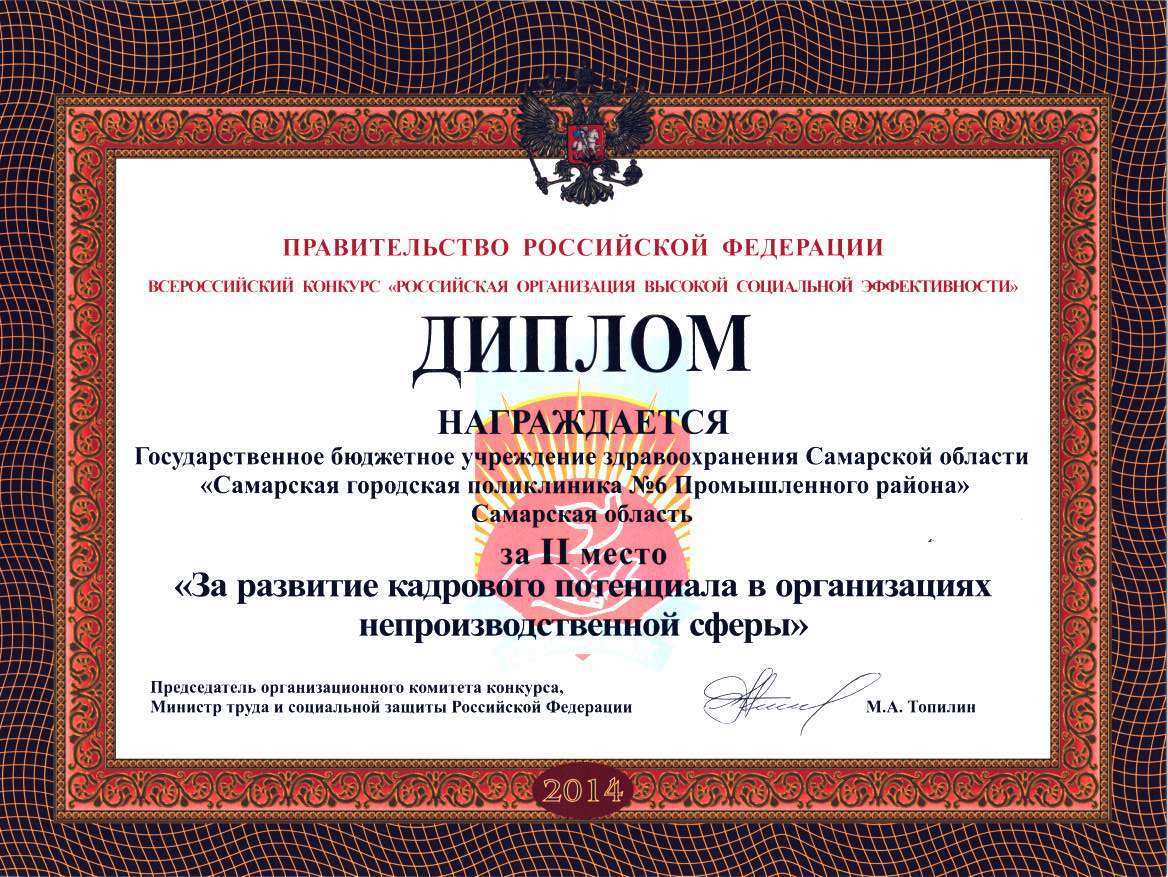 ПРАВИТЕЛЬСТВО РОССИЙСКОЙ ФЕДЕРАЦИИ
ВСЕРОССИЙСКИЙ КОНКУРС «РОССИЙСКАЯ ОРГАНИЗАЦИЯ ВЫСОКОЙ СОЦИАЛЬНОЙ ЭФФЕКТИВНОСТИ»
ДИПЛОМ
НАГРАЖДАЕТСЯ
Государственное бюджетное учреждение здравоохранения Самарской области
«Самарская городская поликлиника №6 Промышленного района»
Самарская область
за II место
«За развитие кадрового потенциала в организациях
непроизводственной сферы»
Председатель организационного комитета конкурса,
Министр труда и социальной защиты Российской Федерации
М.А. Топилин
2014